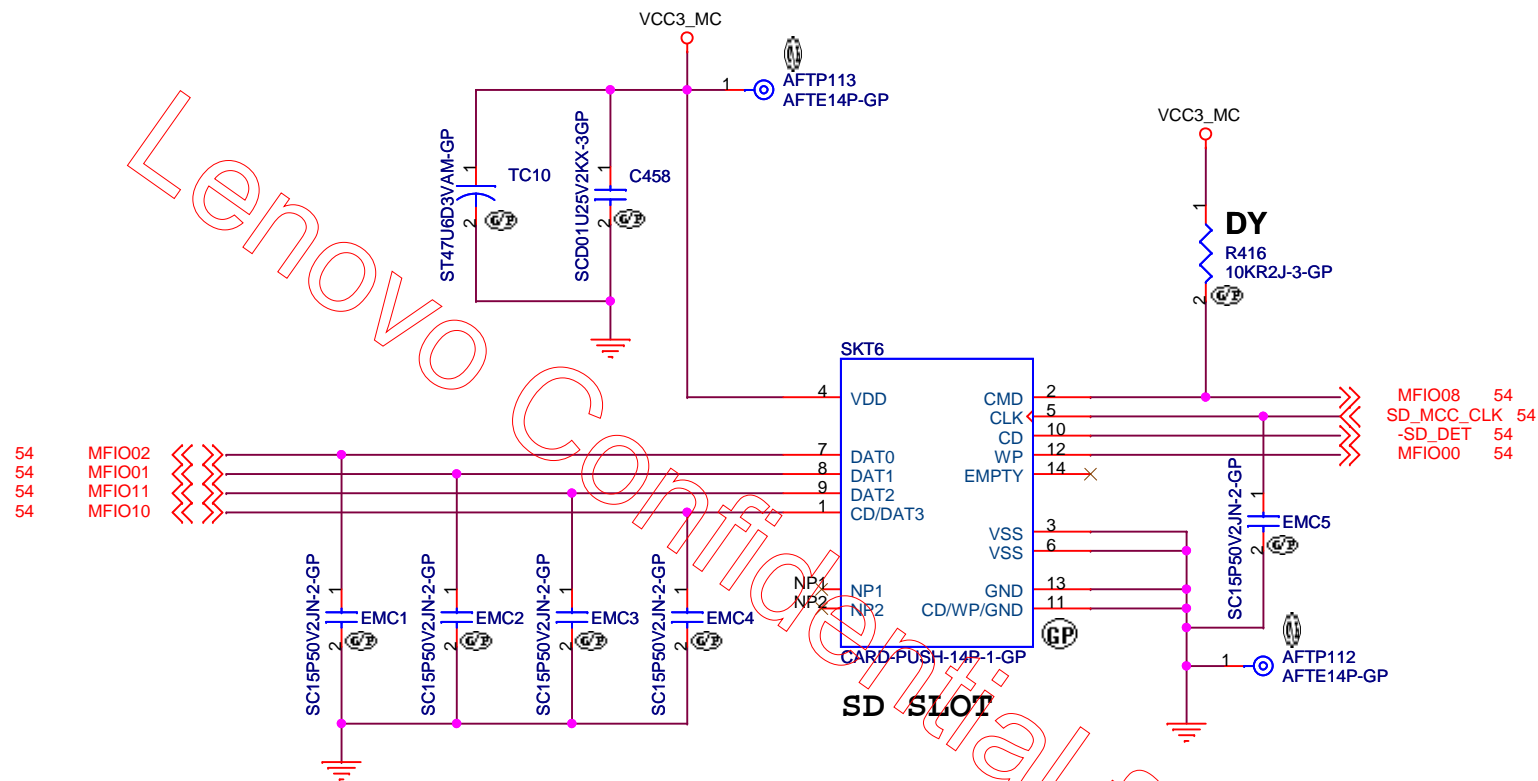 VCC3_MC
1
AFTP113
AFTE14P-GP
VCC3_MC
ST47U6D3VAM-GP
1
2
TC10
G/P
SCD01U25V2KX-3GP
1
2
C458
G/P
1
DY
R416
10KR2J-3-GP
2
G/P
SKT6
4
VDD
CMD
2
MFIO08 54
CLK
5
SD_MCC_CLK 54
CD
10
-SD_DET 54
WP
12
MFIO00 54
EMPTY
14
54 MFIO02
7
DAT0
54 MFIO01
8
DAT1
54 MFIO11
9
DAT2
54 MFIO10
1
CD/DAT3
VSS
3
VSS
6
NP1
NP1
GND
13
NP2
NP2
CD/WP/GND
11
GP
CARD-PUSH-14P-1-GP
SD SLOT
SC15P50V2JN-2-GP
1
2
EMC1
G/P
SC15P50V2JN-2-GP
1
2
EMC2
G/P
SC15P50V2JN-2-GP
1
2
EMC3
G/P
SC15P50V2JN-2-GP
1
2
EMC4
G/P
SC15P50V2JN-2-GP
1
2
EMC5
G/P
1
AFTP112
AFTE14P-GP
Lenovo Confidential